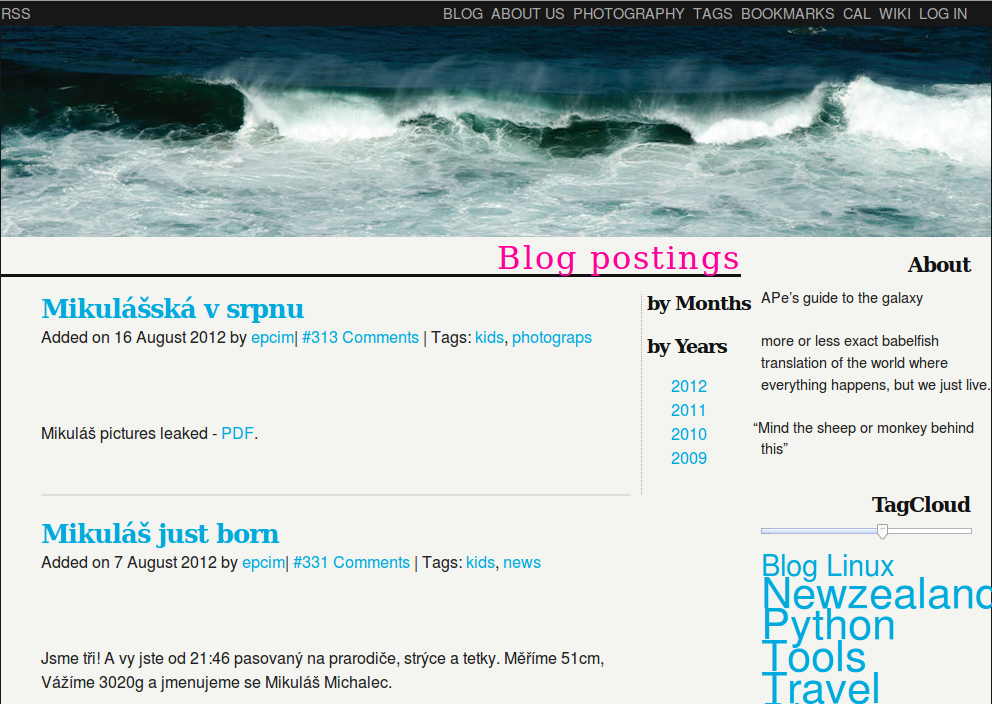 RSS
BLOG ABOUT US PHOTOGRAPHY TAGS BOOKMARKS CAL WIKI LOG IN
Blog postings
Mikulášská v srpnu
Added on 16 August 2012 by epcim| #313 Comments | Tags: kids, photograps
Mikuláš pictures leaked - PDF.
Mikuláš just born
Added on 7 August 2012 by epcim| #331 Comments | Tags: kids, news
Jsme tři! A vy jste od 21:46 pasovaný na prarodiče, strýce a tetky. Měříme 51cm,
Vážíme 3020g a jmenujeme se Mikuláš Michalec.
by Months
by Years
2012
2011
2010
2009
About
APe’s guide to the galaxy
more or less exact babelfish
translation of the world where
everything happens, but we just live.
“Mind the sheep or monkey behind
this”
TagCloud
Blog Linux
Newzealand
Python
Tools
Travel